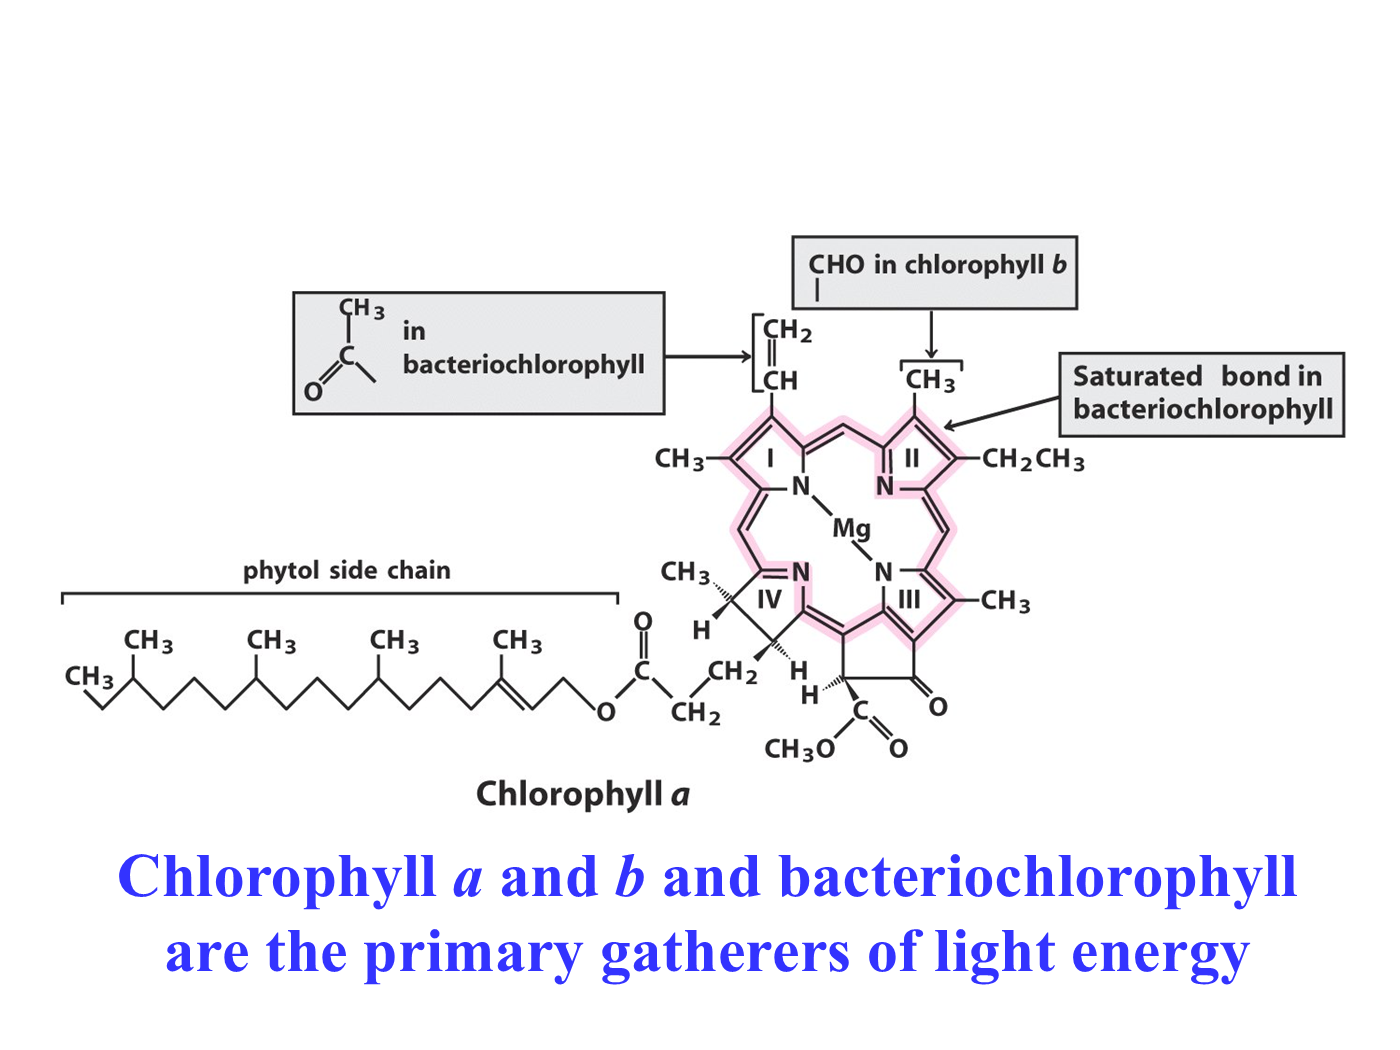 CHO in chlorophyll b
CH3
in
bacteriochlorophyll
C
O
CH2
CH
CH3
Saturated bond in
bacteriochlorophyll
CH3
I
II
CH2CH3
N
N
Mg
phytol side chain
CH3
N
N
IV
III
CH3
H
O
CH3
CH3
CH3
CH3
CH3
C
CH2
H
H
O
CH2
O
C
O
CH3O
O
Chlorophyll a
Chlorophyll a and b and bacteriochlorophyll
are the primary gatherers of light energy